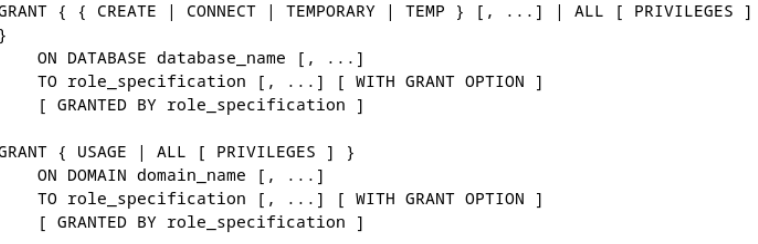 GRANT { { CREATE | CONNECT | TEMPORARY | TEMP } [, ...] | ALL [ PRIVILEGES ]
}
    ON DATABASE database_name [, ...]
    TO role_specification [, ...] [ WITH GRANT OPTION ]
    [ GRANTED BY role_specification ]

GRANT { USAGE | ALL [ PRIVILEGES ] }
    ON DOMAIN domain_name [, ...]
    TO role_specification [, ...] [ WITH GRANT OPTION ]
    [ GRANTED BY role_specification ]